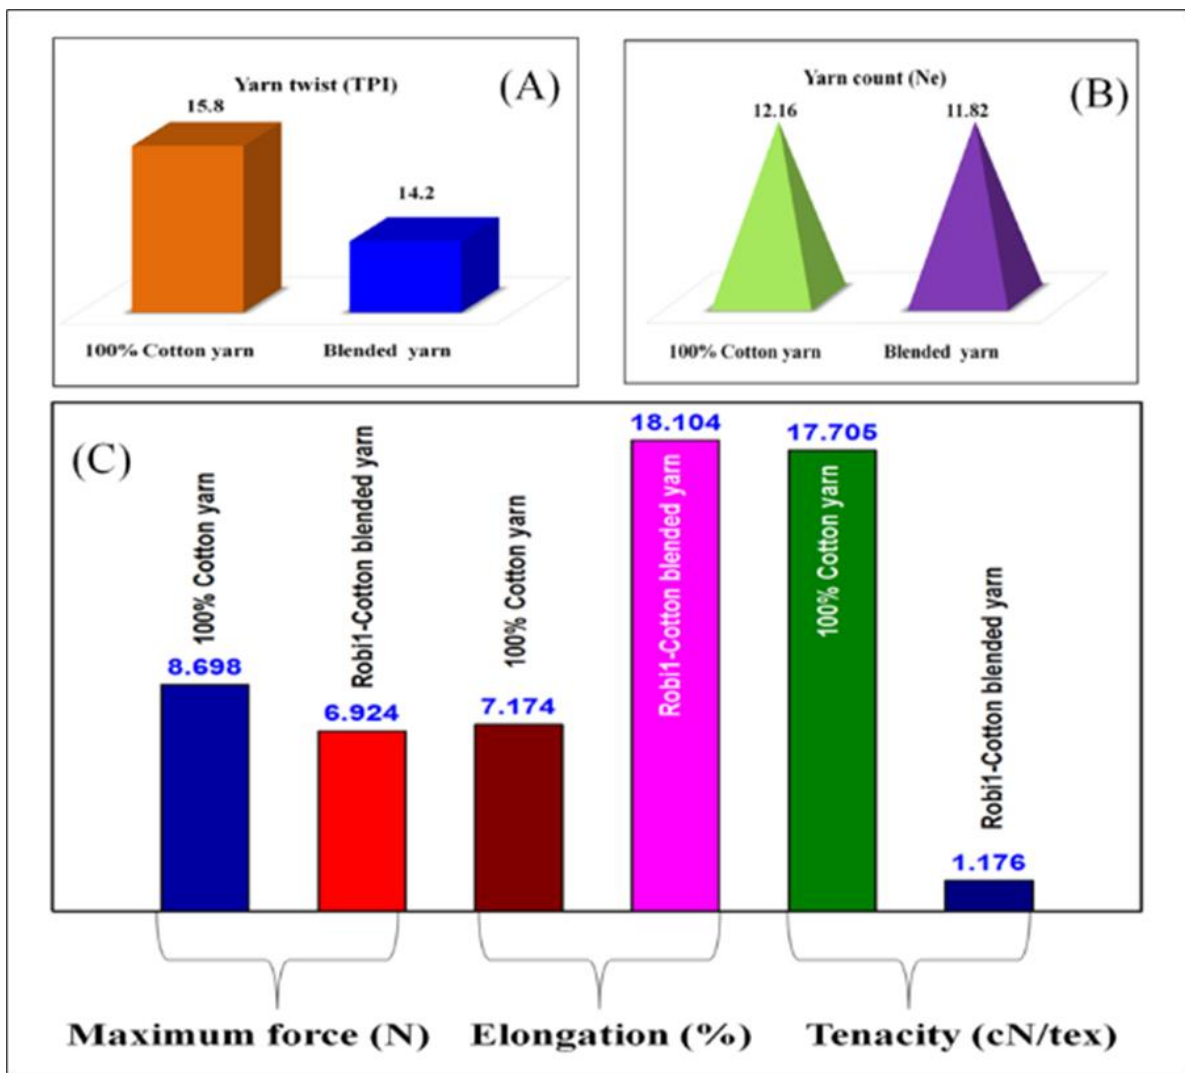 Yarn twist (TPI)
(A)
15.8
14.2
100% Cotton yarn
Blended yarn
Yarn count (Ne)
(B)
12.16
11.82
100% Cotton yarn
Blended yarn
(C)
100% Cotton yarn
8.698
Robi1-Cotton blended yarn
6.924
100% Cotton yarn
7.174
18.104
Robi1-Cotton blended yarn
17.705
100% Cotton yarn
Robi1-Cotton blended yarn
1.176
Maximum force (N)
Elongation (%)
Tenacity (cN/tex)